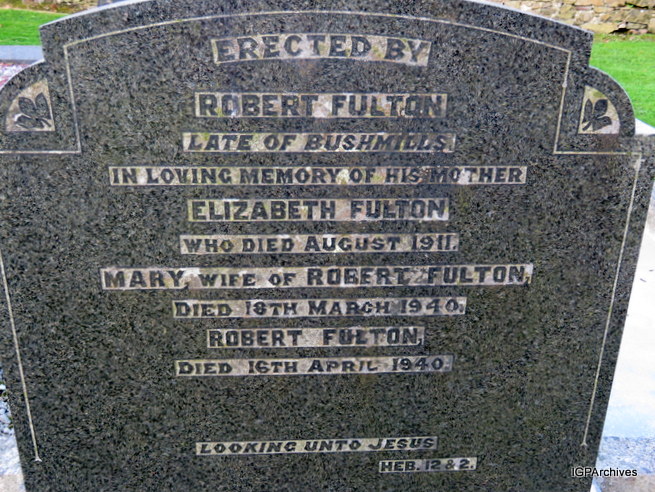 ERECTED BY
ROBERT FULTON
LATE OF BUSHMILLS,
IN LOVING MEMORY OF HIS MOTHER
ELIZABETH FULTON
WHO DIED AUGUST 1911.
MARY, WIFE OF ROBERT FULTON,
DIED 18TH MARCH 1940.
ROBERT FULTON,
DIED 16TH APRIL 1940.
LOOKING UNTO JESUS
HEB. 12 & 2.
IGPArchives